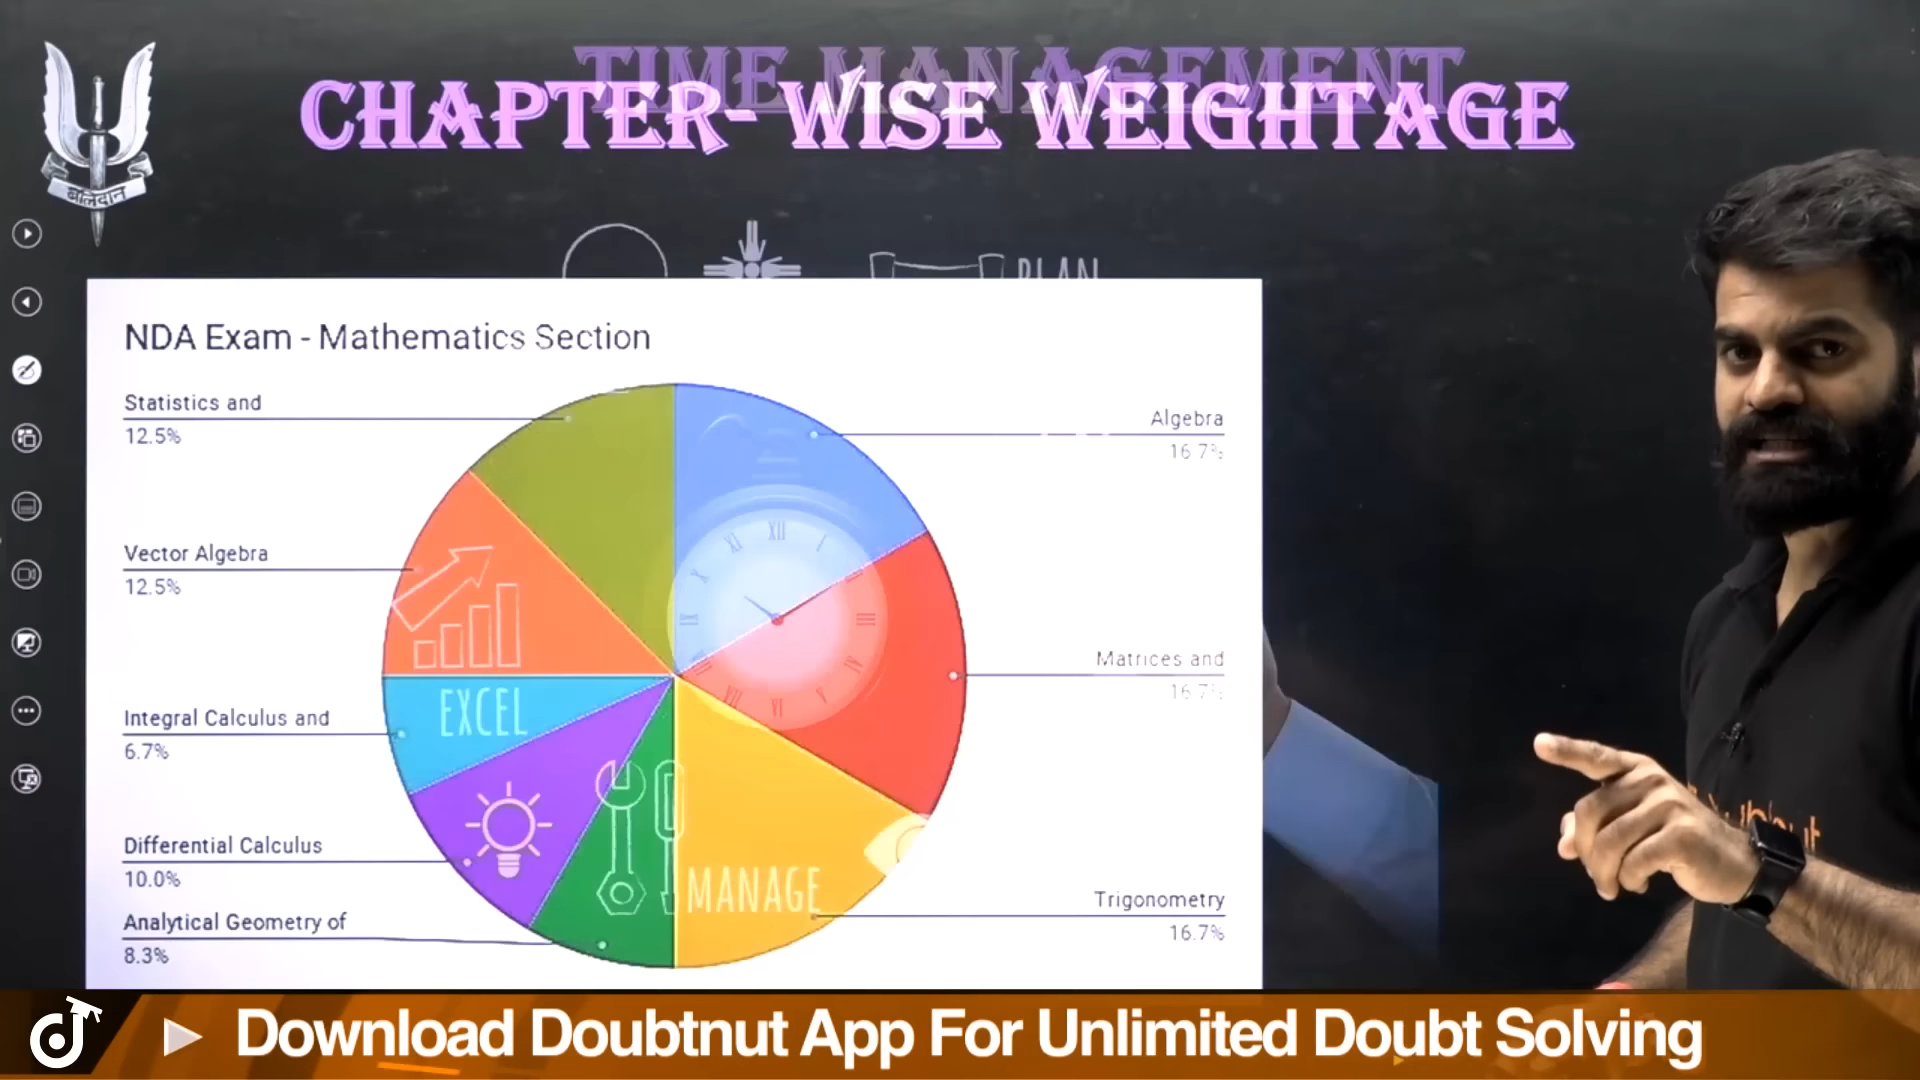 TIME MANAGEMENT
CHAPTER- WISE WEIGHTAGE
बलिदान
PLAN
NDA Exam - Mathematics Section
Statistics and
12.5%
Algebra
16.7%
Vector Algebra
12.5%
Matrices and
16.7%
EXCEL
Integral Calculus and
6.7%
Differential Calculus
10.0%
MANAGE
Trigonometry
16.7%
Analytical Geometry of
8.3%
Download Doubtnut App For Unlimited Doubt Solving